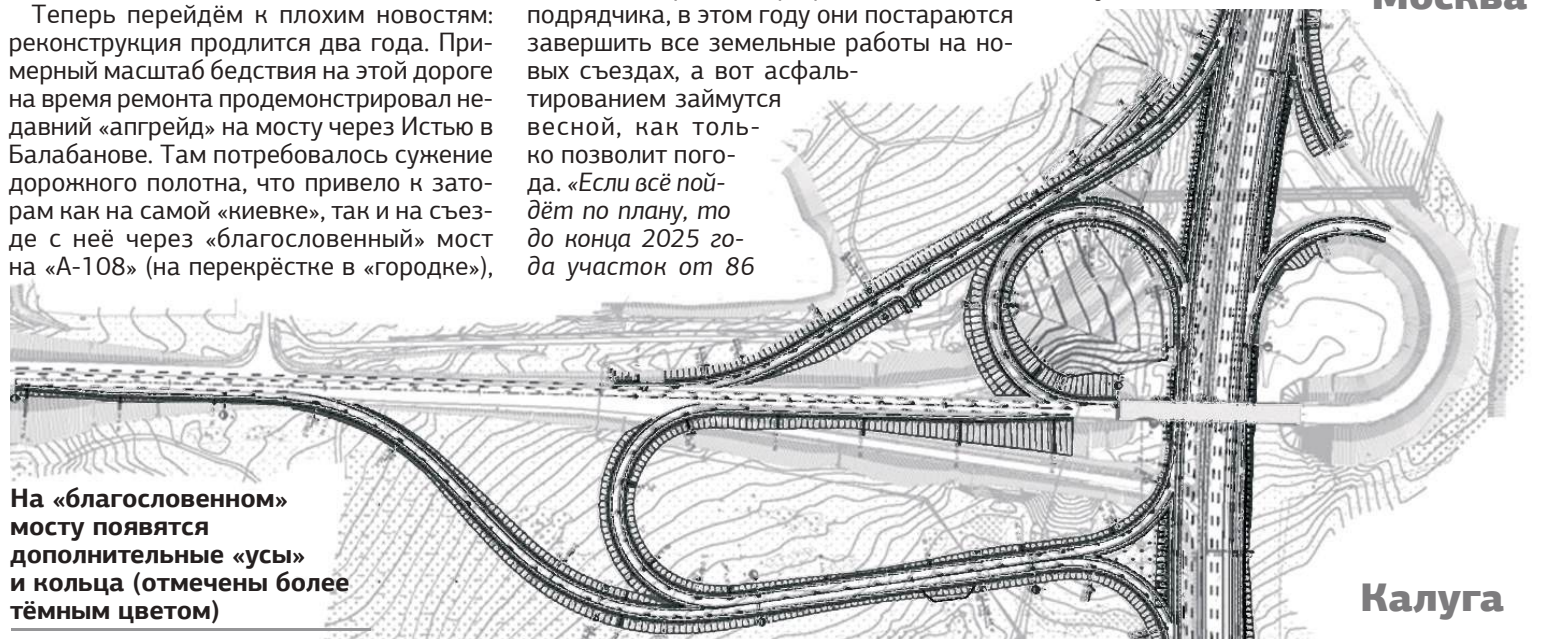 Теперь перейдём к плохим новостям:
реконструкция продлится два года. При-
мерный масштаб бедствия на этой дороге
на время ремонта продемонстрировал не-
давний «апгрейд» на мосту через Истью в
Балабанове. Там потребовалось сужение
дорожного полотна, что привело к зато-
рам как на самой «киевке», так и на съез-
де с неё через «благословенный» мост
на «А-108» (на перекрёстке в «городке»),
подрядчика, в этом году они постараются
завершить все земельные работы на но-
вых съездах, а вот асфаль-
тированием займутся
весной, как толь-
ко позволит пого-
да. «Если всё пой-
дёт по плану, то
до конца 2025 го-
да участок от 86
Москва
На «благословенном»
мосту появятся
дополнительные «усы»
и кольца (отмечены более
тёмным цветом)
Калуга